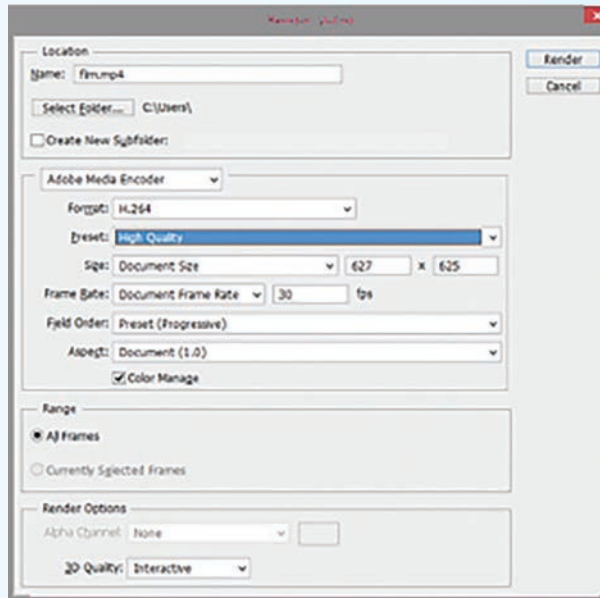 Location
Name: film.mp4
Select Folder... C:\Users\
Create New Subfolder:
Render
Cancel
Adobe Media Encoder
Format: H.264
Preset: High Quality
Size: Document Size 627 x 625
Frame Rate: Document Frame Rate 30 fps
Field Order: Preset (Progressive)
Aspect: Document (1.0)
Color Manage
Range
All Frames
Currently Selected Frames
Render Options
Alpha Channel: None
3D Quality: Interactive